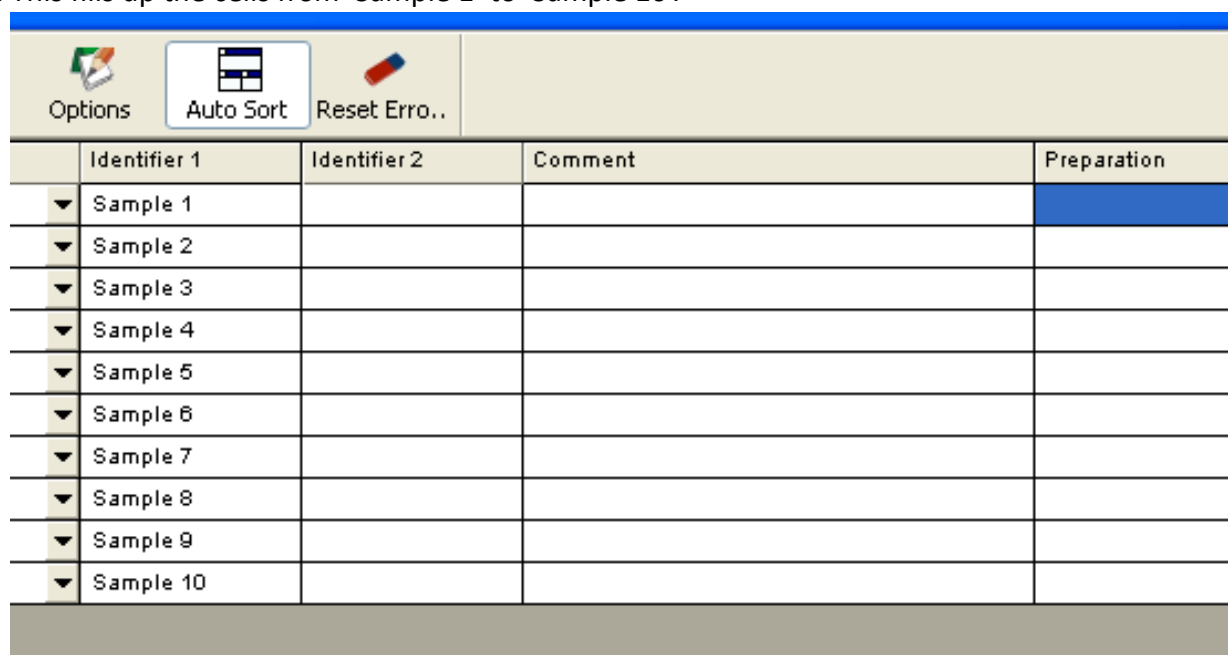 Options Auto Sort Reset Erro..
Identifier 1 Identifier 2 Comment Preparation
Sample 1
Sample 2
Sample 3
Sample 4
Sample 5
Sample 6
Sample 7
Sample 8
Sample 9
Sample 10